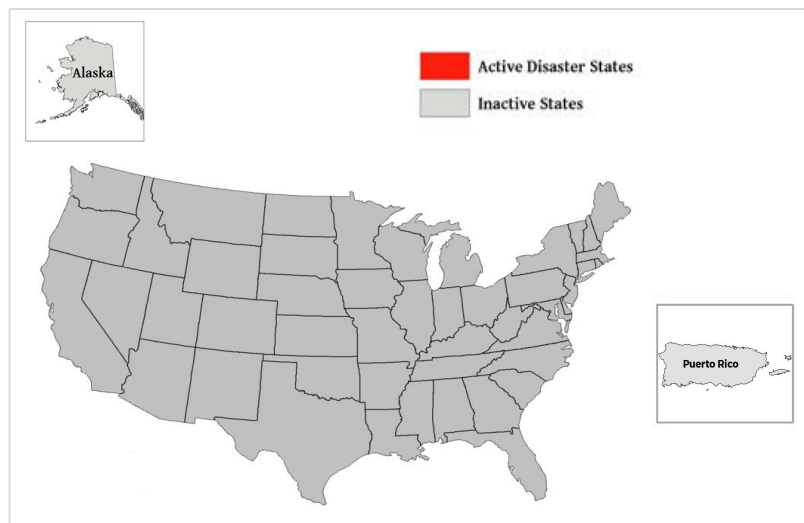 Alaska
Active Disaster States
Inactive States
Puerto Rico